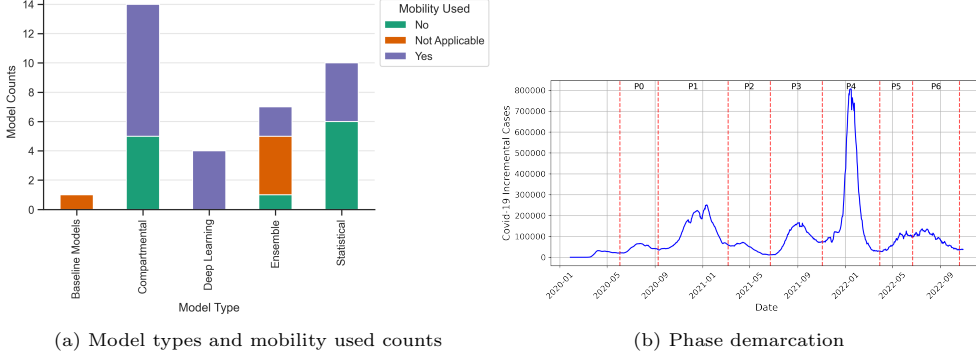 Mobility Used
No
Not Applicable
Yes
Model Counts
14
12
10
8
6
4
2
0
Baseline Models
Compartmental
Deep Learning
Ensemble
Statistical
Model Type
(a) Model types and mobility used counts
P0 P1 P2 P3 P4 P5 P6
Covid-19 Incremental Cases
800000
700000
600000
500000
400000
300000
200000
100000
0
2020-01
2020-05
2020-09
2021-01
2021-05
2021-09
2022-01
2022-05
2022-09
Date
(b) Phase demarcation